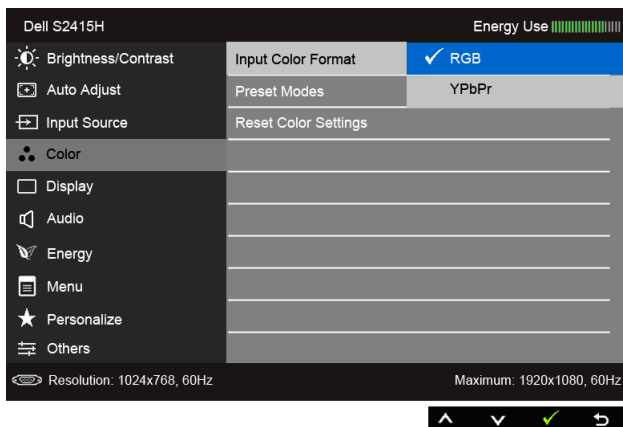 Dell S2415H
Energy Use
Brightness/Contrast
Input Color Format
RGB
Auto Adjust
Preset Modes
YPbPr
Input Source
Reset Color Settings
Color
Display
Audio
Energy
Menu
Personalize
Others
Resolution: 1024x768, 60Hz
Maximum: 1920x1080, 60Hz